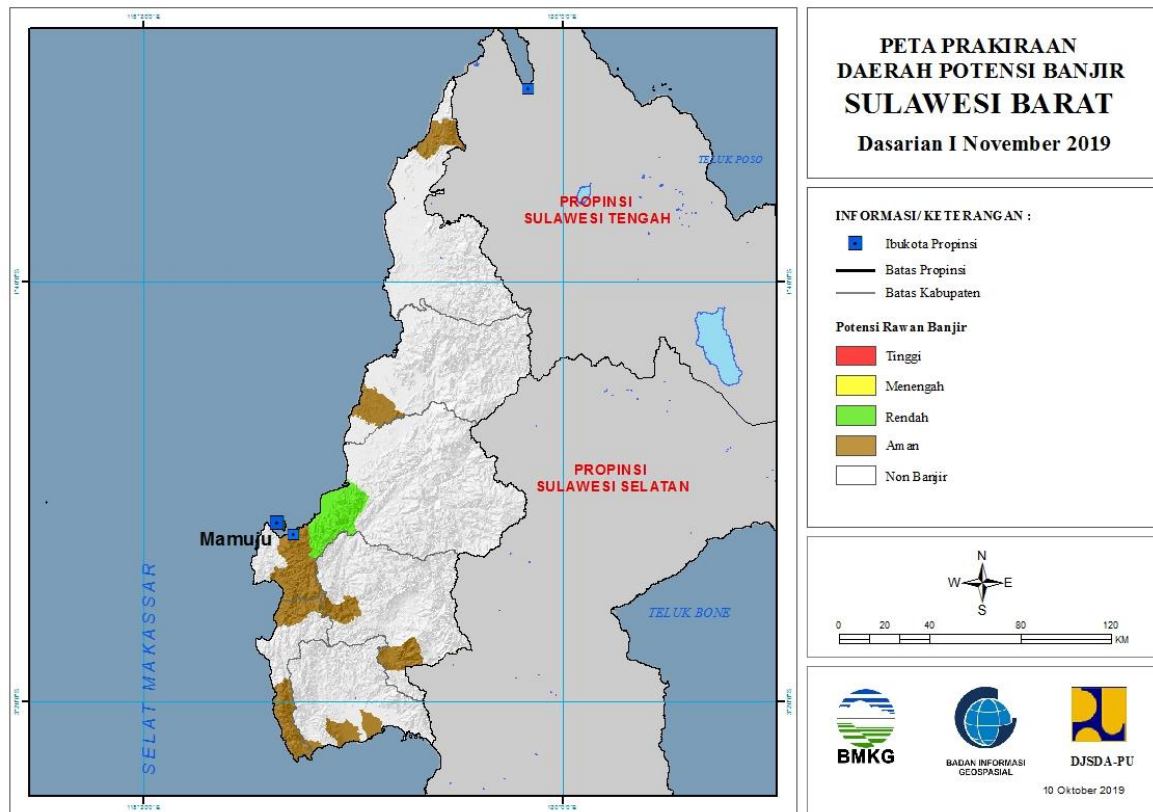 PETA PRAKIRAAN
DAERAH POTENSI BANJIR
SULAWESI BARAT
Dasarian I November 2019
INFORMASI/ KETERANGAN :
Ibukota Propinsi
Batas Propinsi
Batas Kabupaten
Potensi Rawan Banjir
Tinggi
Menengah
Rendah
Aman
Non Banjir
N
W E
S
0 20 40 80 120
KM
BMKG
BADAN INFORMASI
GEOSPASIAL
DJSDA-PU
10 Oktober 2019
TELUK POSO
PROPINSI
SULAWESI TENGAH
PROPINSI
SULAWESI SELATAN
Mamuju
SELAT MAKASSAR
TELUK BONE